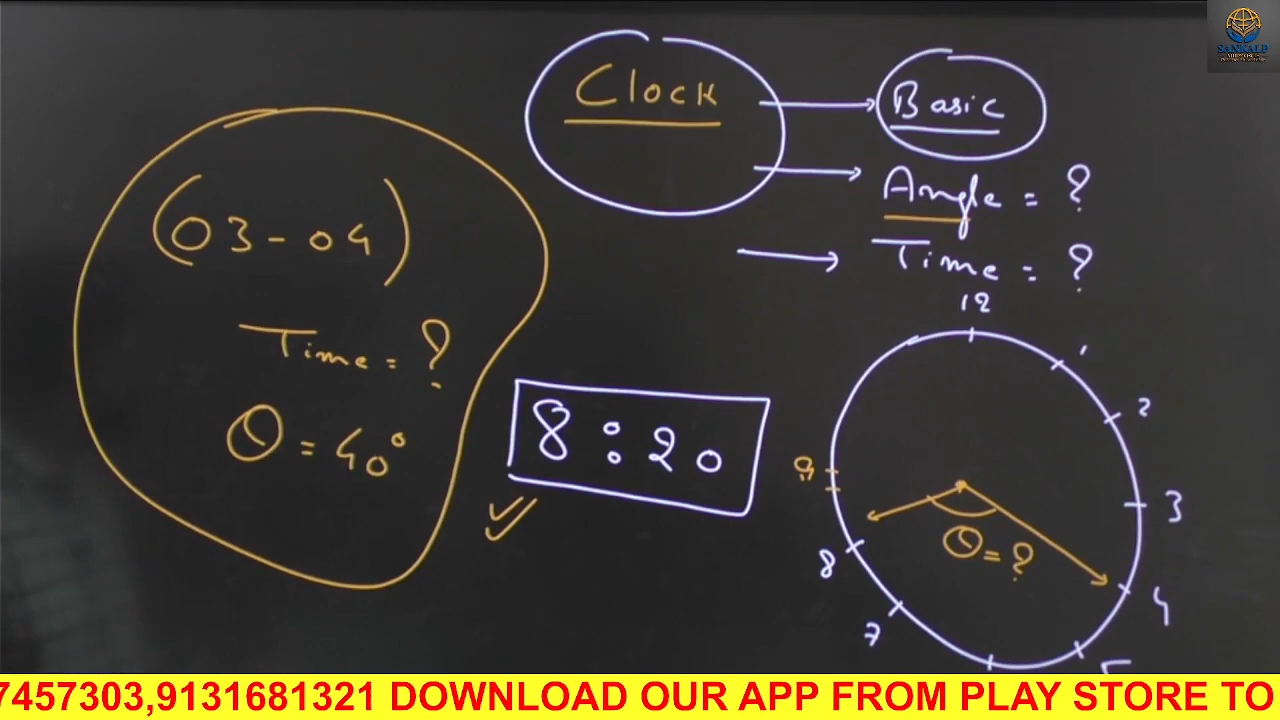 SANKALP
Clock
Basic
Angle = ?
Time = ?
(03-04)
Time = ?
θ = 40°
8:20
12
1
2
9
3
θ = ?
8
4
7
5
7457303,9131681321 DOWNLOAD OUR APP FROM PLAY STORE TO